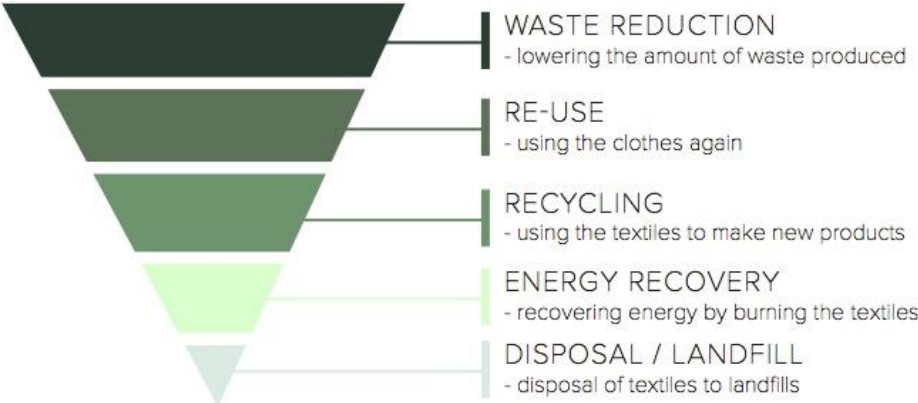 WASTE REDUCTION
- lowering the amount of waste produced
RE-USE
- using the clothes again
RECYCLING
- using the textiles to make new products
ENERGY RECOVERY
- recovering energy by burning the textiles
DISPOSAL / LANDFILL
- disposal of textiles to landfills